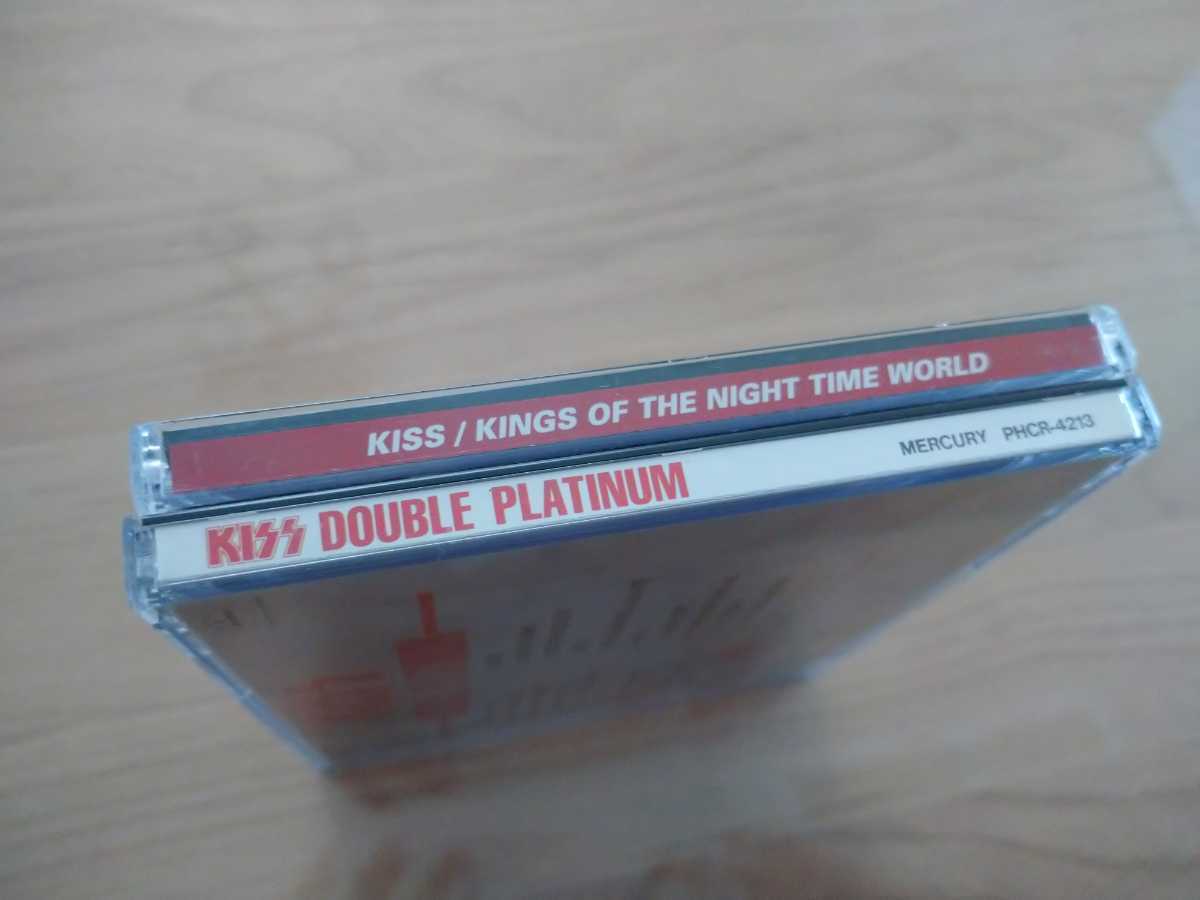 KISS / KINGS OF THE NIGHT TIME WORLD
KISS DOUBLE PLATINUM MERCURY PHCR-4213